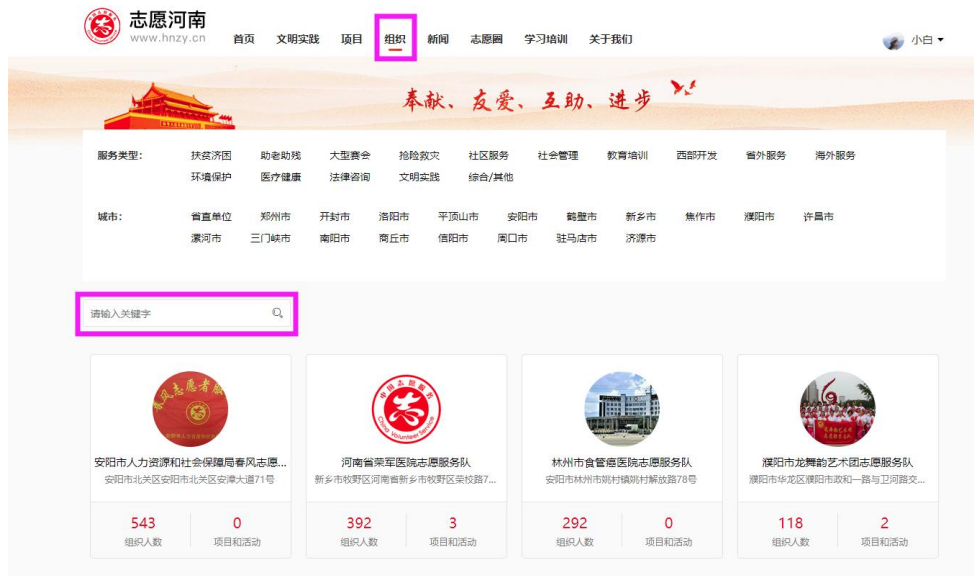 志愿河南
www.hnzy.cn
首页 文明实践 项目 组织 新闻 志愿圈 学习培训 关于我们 小白
奉献、友爱、互助、进步
服务类型: 扶贫济困 助老助残 大型赛会 抢险救灾 社区服务 社会管理 教育培训 西部开发 省外服务 海外服务
环境保护 医疗健康 法律咨询 文明实践 综合/其他
城市: 省直单位 郑州市 开封市 洛阳市 平顶山市 安阳市 鹤壁市 新乡市 焦作市 濮阳市 许昌市
漯河市 三门峡市 南阳市 商丘市 信阳市 周口市 驻马店市 济源市
请输入关键字
春风志愿者服
中国志愿服务
China Volunteer Service
安阳市人力资源和社会保障局春风志愿... 河南省荣军医院志愿服务队 林州市食管癌医院志愿服务队 濮阳市龙舞韵艺术团志愿服务队
安阳市北关区安阳市北关区安漳大道71号 新乡市牧野区河南省新乡市牧野区荣校路7... 安阳市林州市姚村镇姚村解放路78号 濮阳市华龙区濮阳市政和一路与卫河路交...
543 0 392 3 292 0 118 2
组织人数 项目和活动 组织人数 项目和活动 组织人数 项目和活动 组织人数 项目和活动